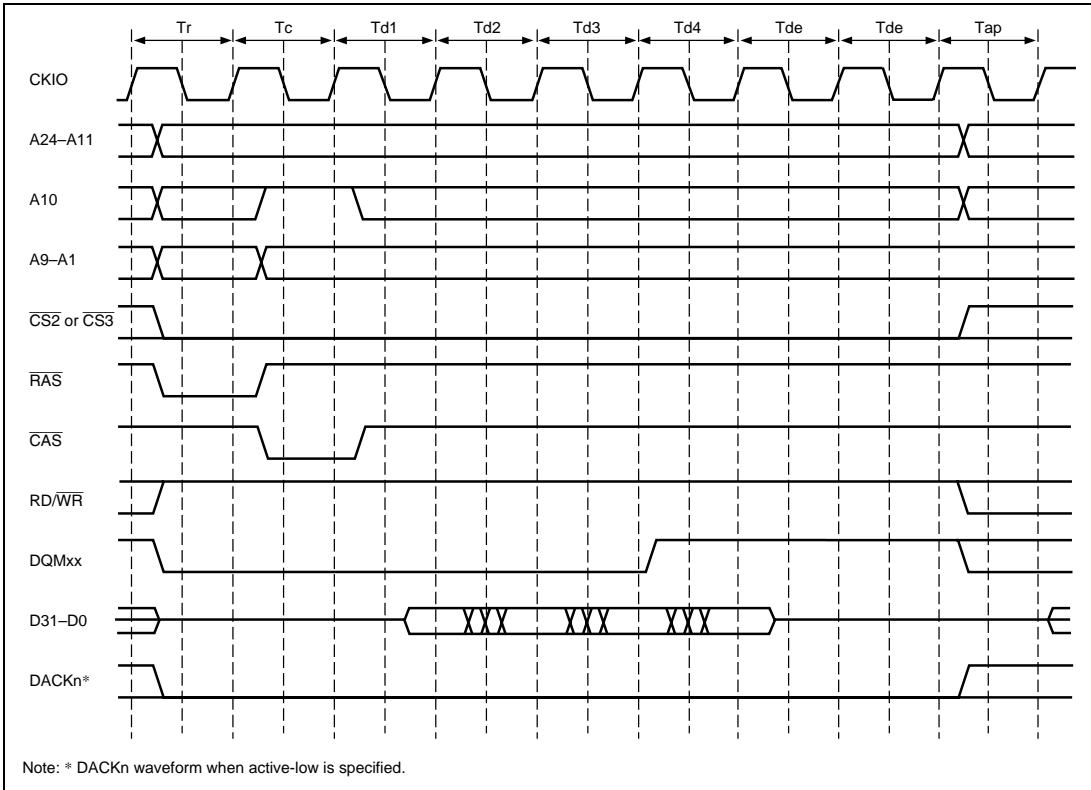 Tr Tc Td1 Td2 Td3 Td4 Tde Tde Tap
CKIO
A24–A11
A10
A9–A1
CS2 or CS3
RAS
CAS
RD/WR
DQMxx
D31–D0
DACKn*
Note: * DACKn waveform when active-low is specified.